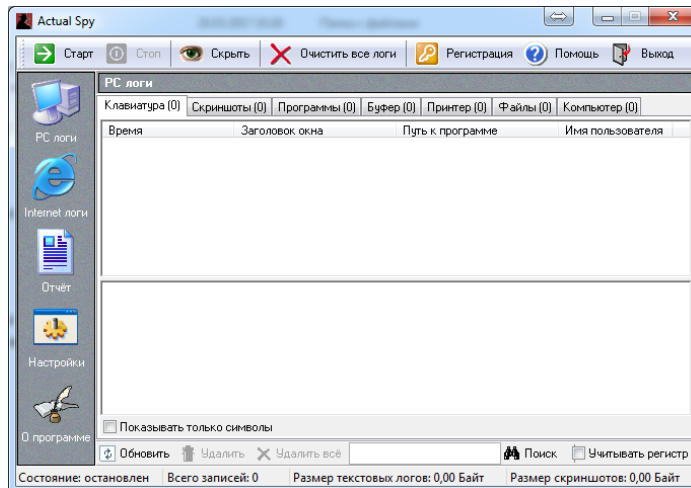 Actual Spy
Старт Стоп Скрыть Очистить все логи Регистрация Помощь Выход
PC логи
Клавиатура (0) Скриншоты (0) Программы (0) Буфер (0) Принтер (0) Файлы (0) Компьютер (0)
Время Заголовок окна Путь к программе Имя пользователя
PC логи
Internet логи
Отчёт
Настройки
О программе
Показывать только символы
Обновить Удалить Удалить всё Поиск Учитывать регистр
Состояние: остановлен Всего записей: 0 Размер текстовых логов: 0,00 Байт Размер скриншотов: 0,00 Байт